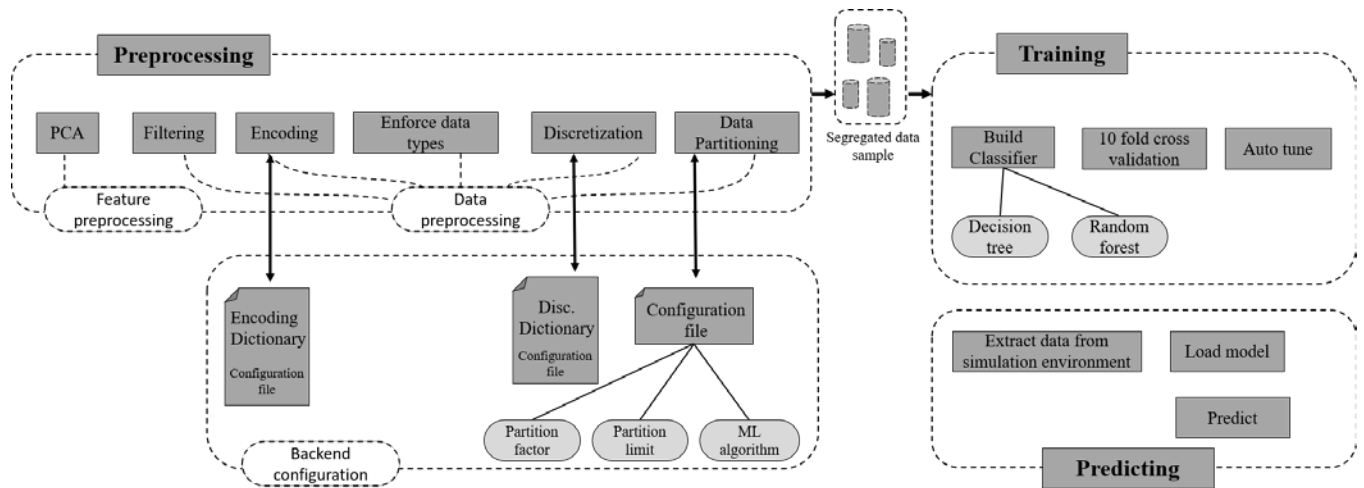 Preprocessing
PCA
Filtering
Encoding
Enforce data
types
Discretization
Data
Partitioning
Feature
preprocessing
Data
preprocessing
Segregated data
sample
Training
Build
Classifier
10 fold cross
validation
Auto tune
Decision
tree
Random
forest
Encoding
Dictionary
Configuration
file
Disc.
Dictionary
Configuration
file
Configuration
file
Partition
factor
Partition
limit
ML
algorithm
Backend
configuration
Extract data from
simulation environment
Load model
Predict
Predicting